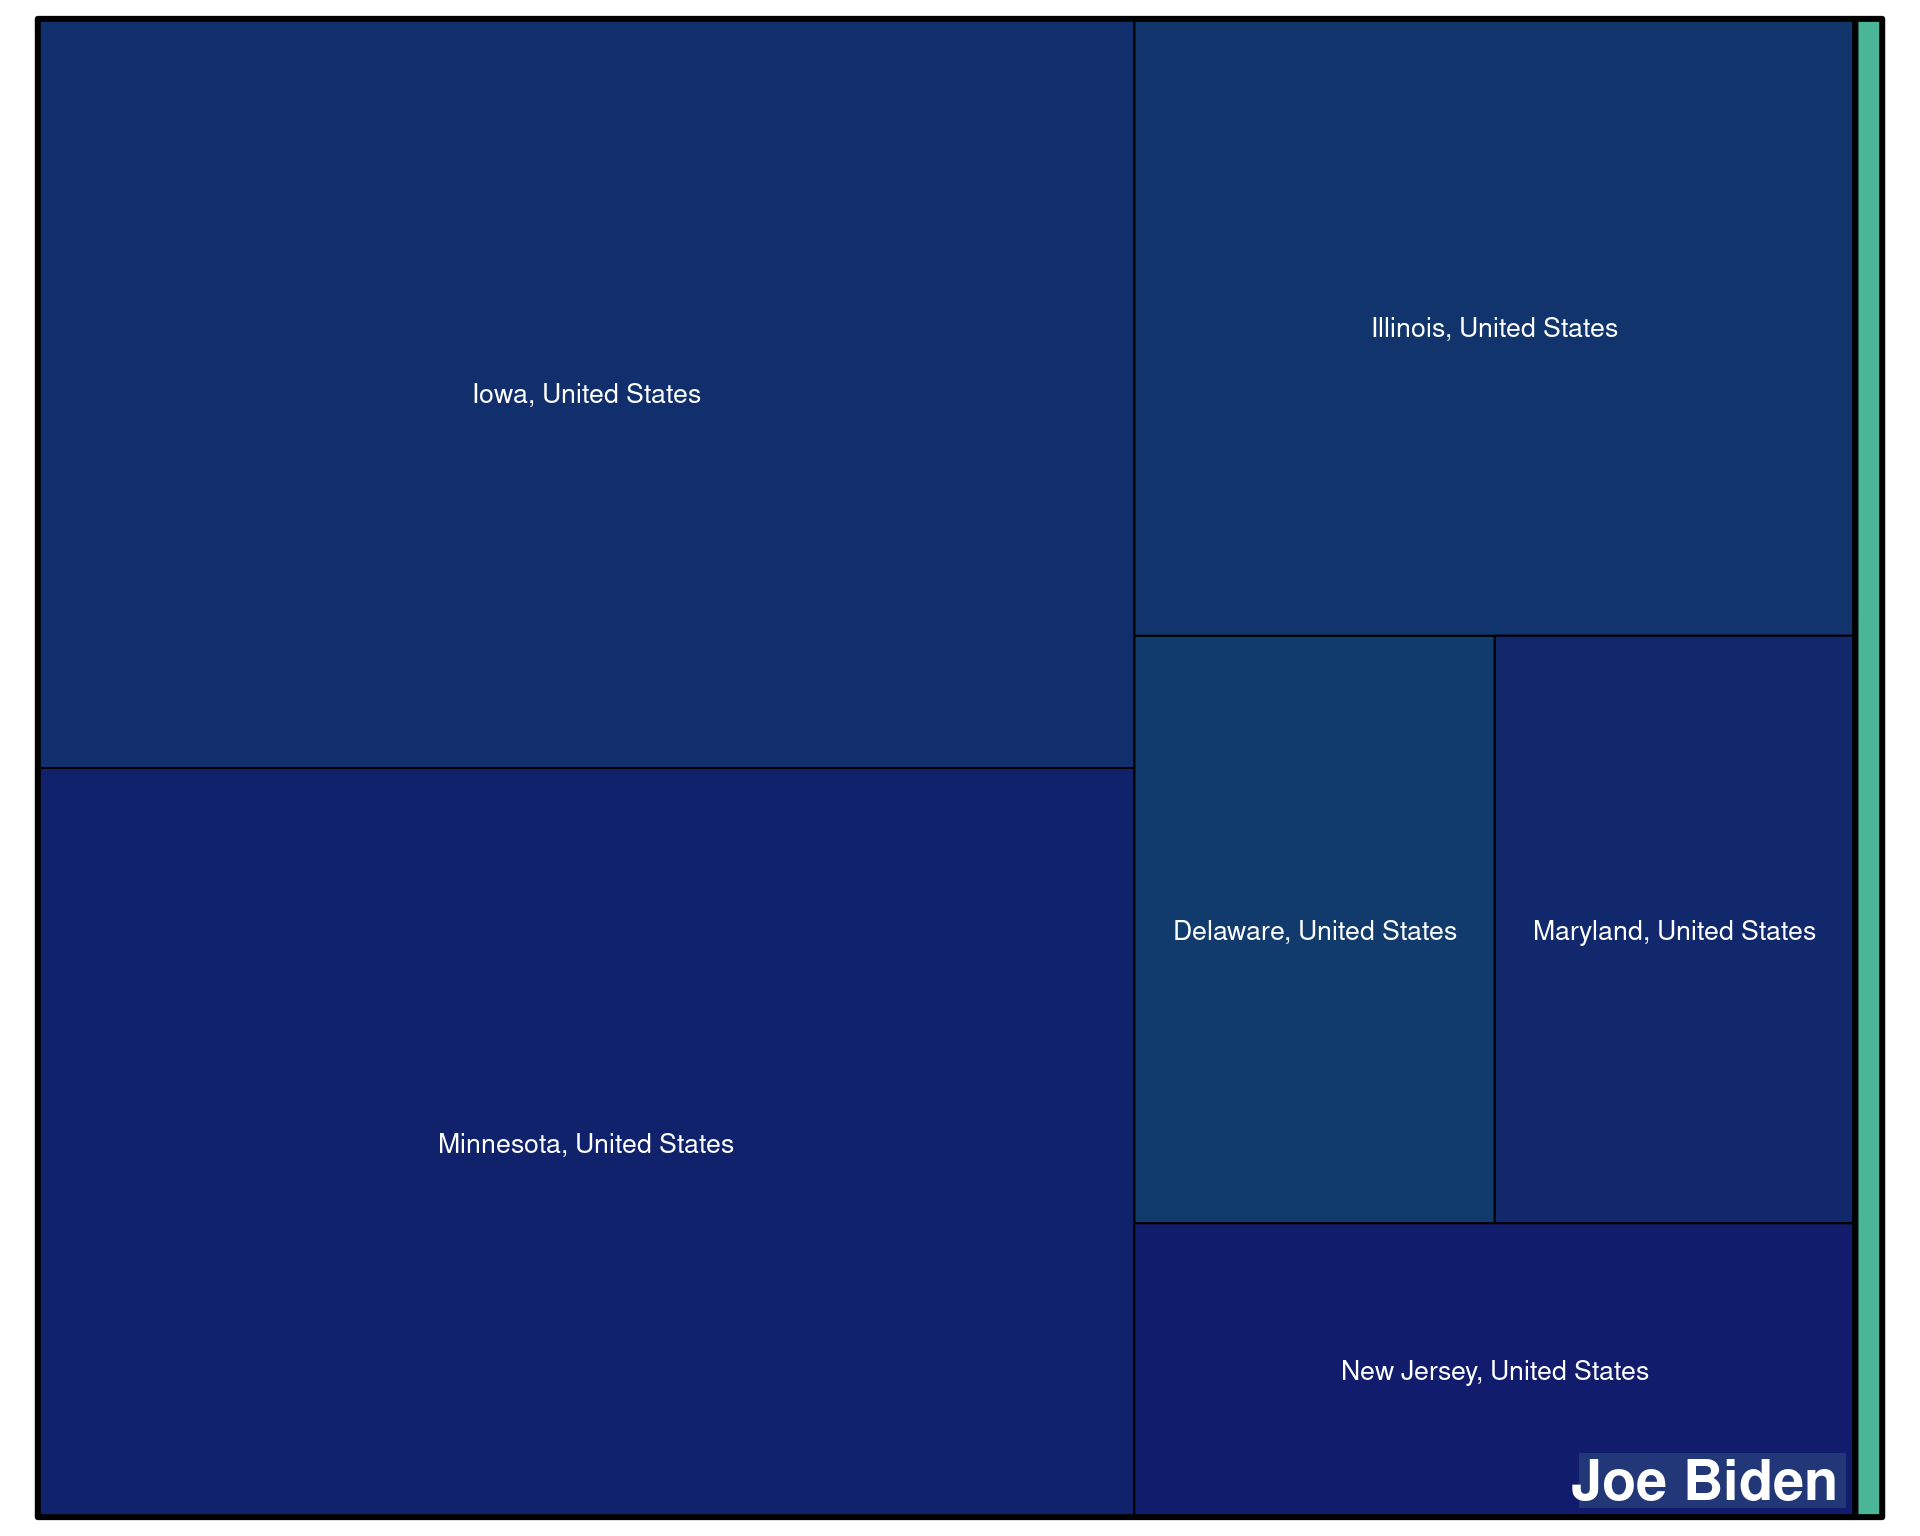 Iowa, United States
Illinois, United States
Minnesota, United States
Delaware, United States
Maryland, United States
New Jersey, United States
Joe Biden